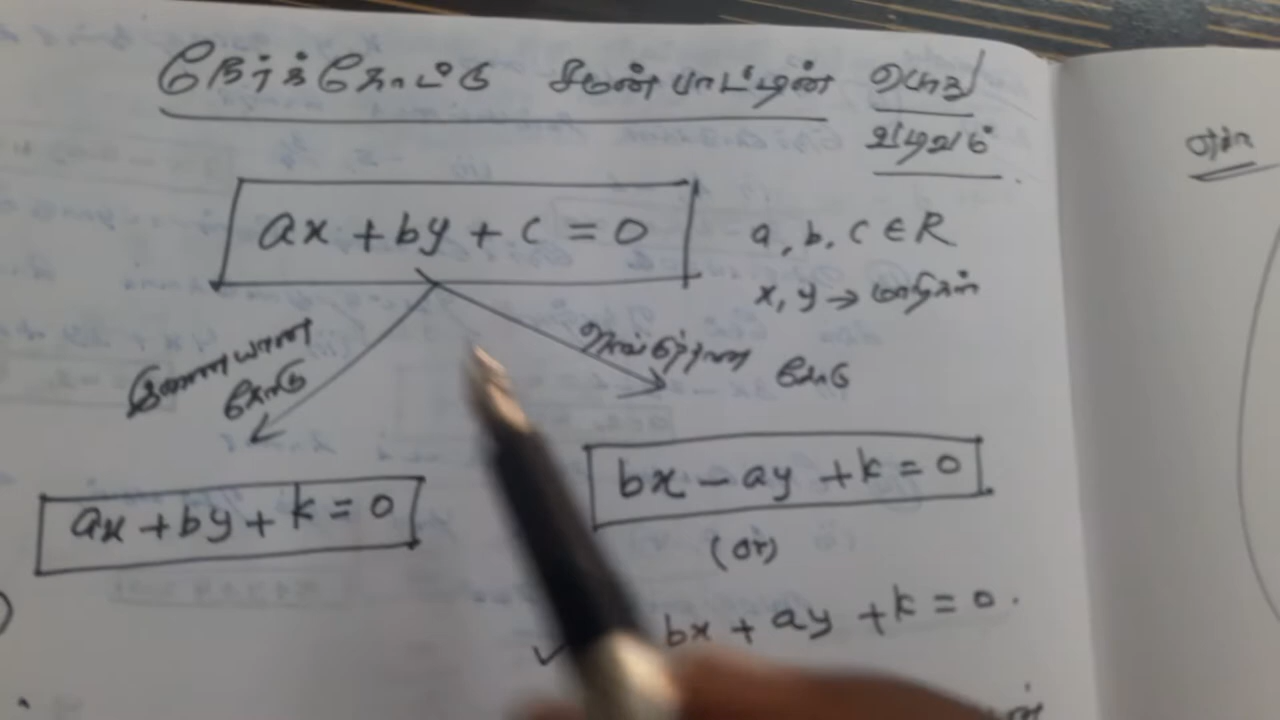 நேர்க்கோட்டு சமன்பாட்டின் பொது
வடிவம்
ax + by + c = 0
a, b, c ∈ R
x, y → மாறிகள்
இணையான
கோடு
கோடு
ax + by + k = 0
bx - ay + k = 0
(or)
bx + ay + k = 0.